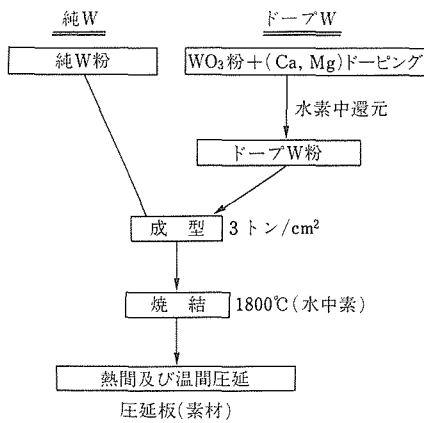 純W ドープW
純W粉 WO₃粉+(Ca, Mg)ドーピング
水素中還元
ドープW粉
成 型 3トン/cm²
焼 結 1800℃(水中素)
熱間及び温間圧延
圧延板(素材)